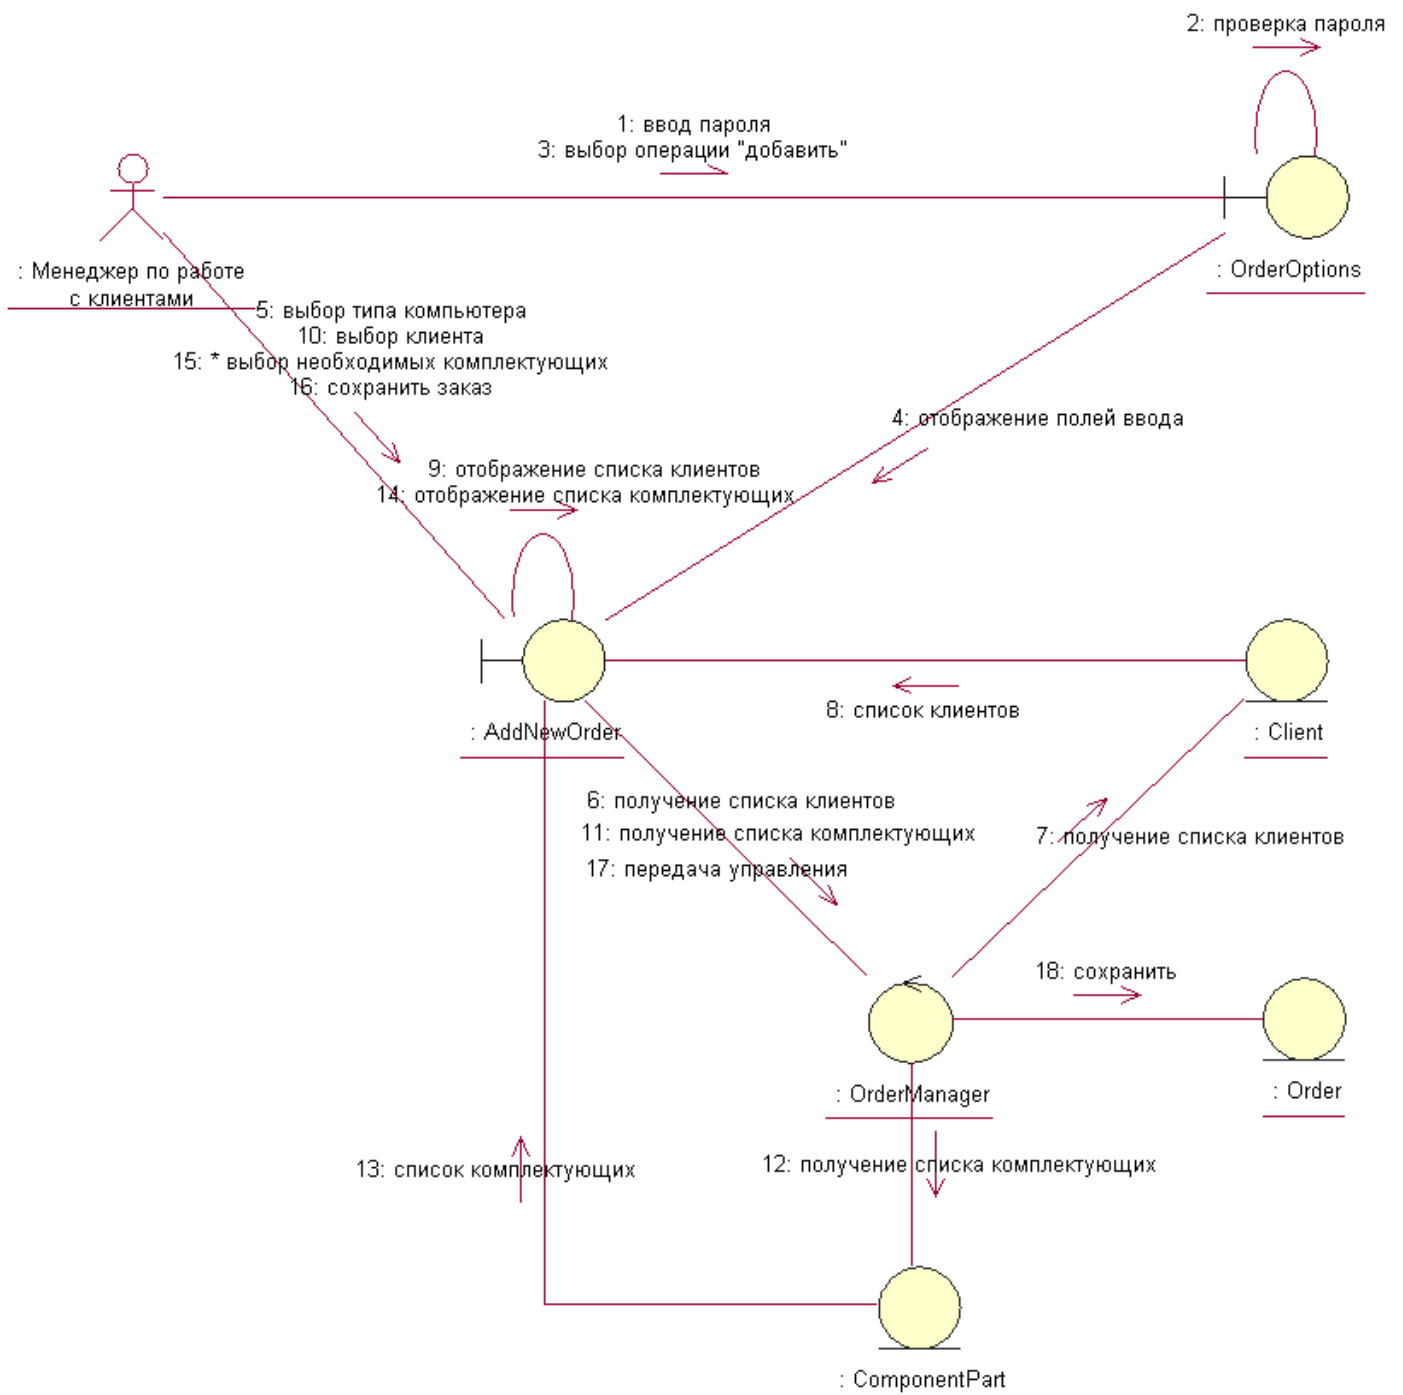 2: проверка пароля
1: ввод пароля
3: выбор операции "добавить"
: Менеджер по работе
с клиентами
: OrderOptions
5: выбор типа компьютера
10: выбор клиента
15: * выбор необходимых комплектующих
16: сохранить заказ
4: отображение полей ввода
9: отображение списка клиентов
14: отображение списка комплектующих
8: список клиентов
: AddNewOrder
: Client
6: получение списка клиентов
11: получение списка комплектующих
17: передача управления
7: получение списка клиентов
18: сохранить
: OrderManager
: Order
13: список комплектующих
12: получение списка комплектующих
: ComponentPart